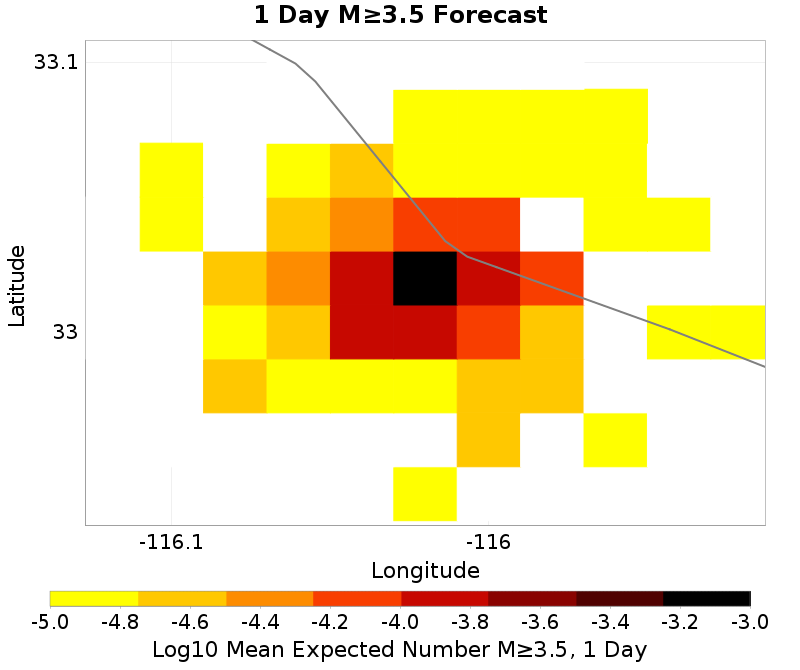 1 Day M≥3.5 Forecast
33.1
33
Latitude
-116.1 -116
Longitude
-5.0 -4.8 -4.6 -4.4 -4.2 -4.0 -3.8 -3.6 -3.4 -3.2 -3.0
Log10 Mean Expected Number M≥3.5, 1 Day